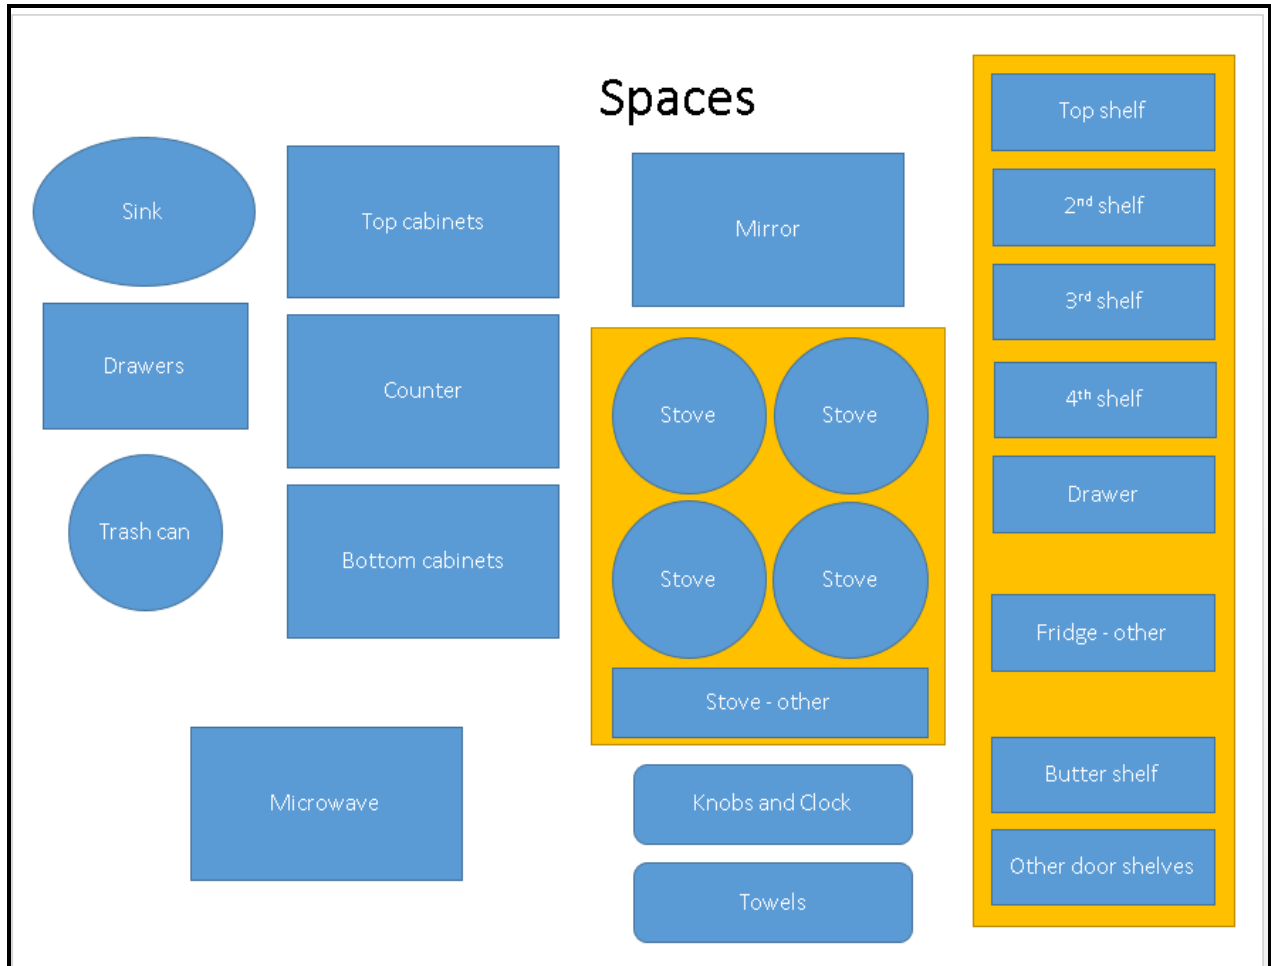 Spaces
Sink
Drawers
Trash can
Top cabinets
Counter
Bottom cabinets
Microwave
Mirror
Stove
Stove
Stove
Stove
Stove - other
Knobs and Clock
Towels
Top shelf
2nd shelf
3rd shelf
4th shelf
Drawer
Fridge - other
Butter shelf
Other door shelves